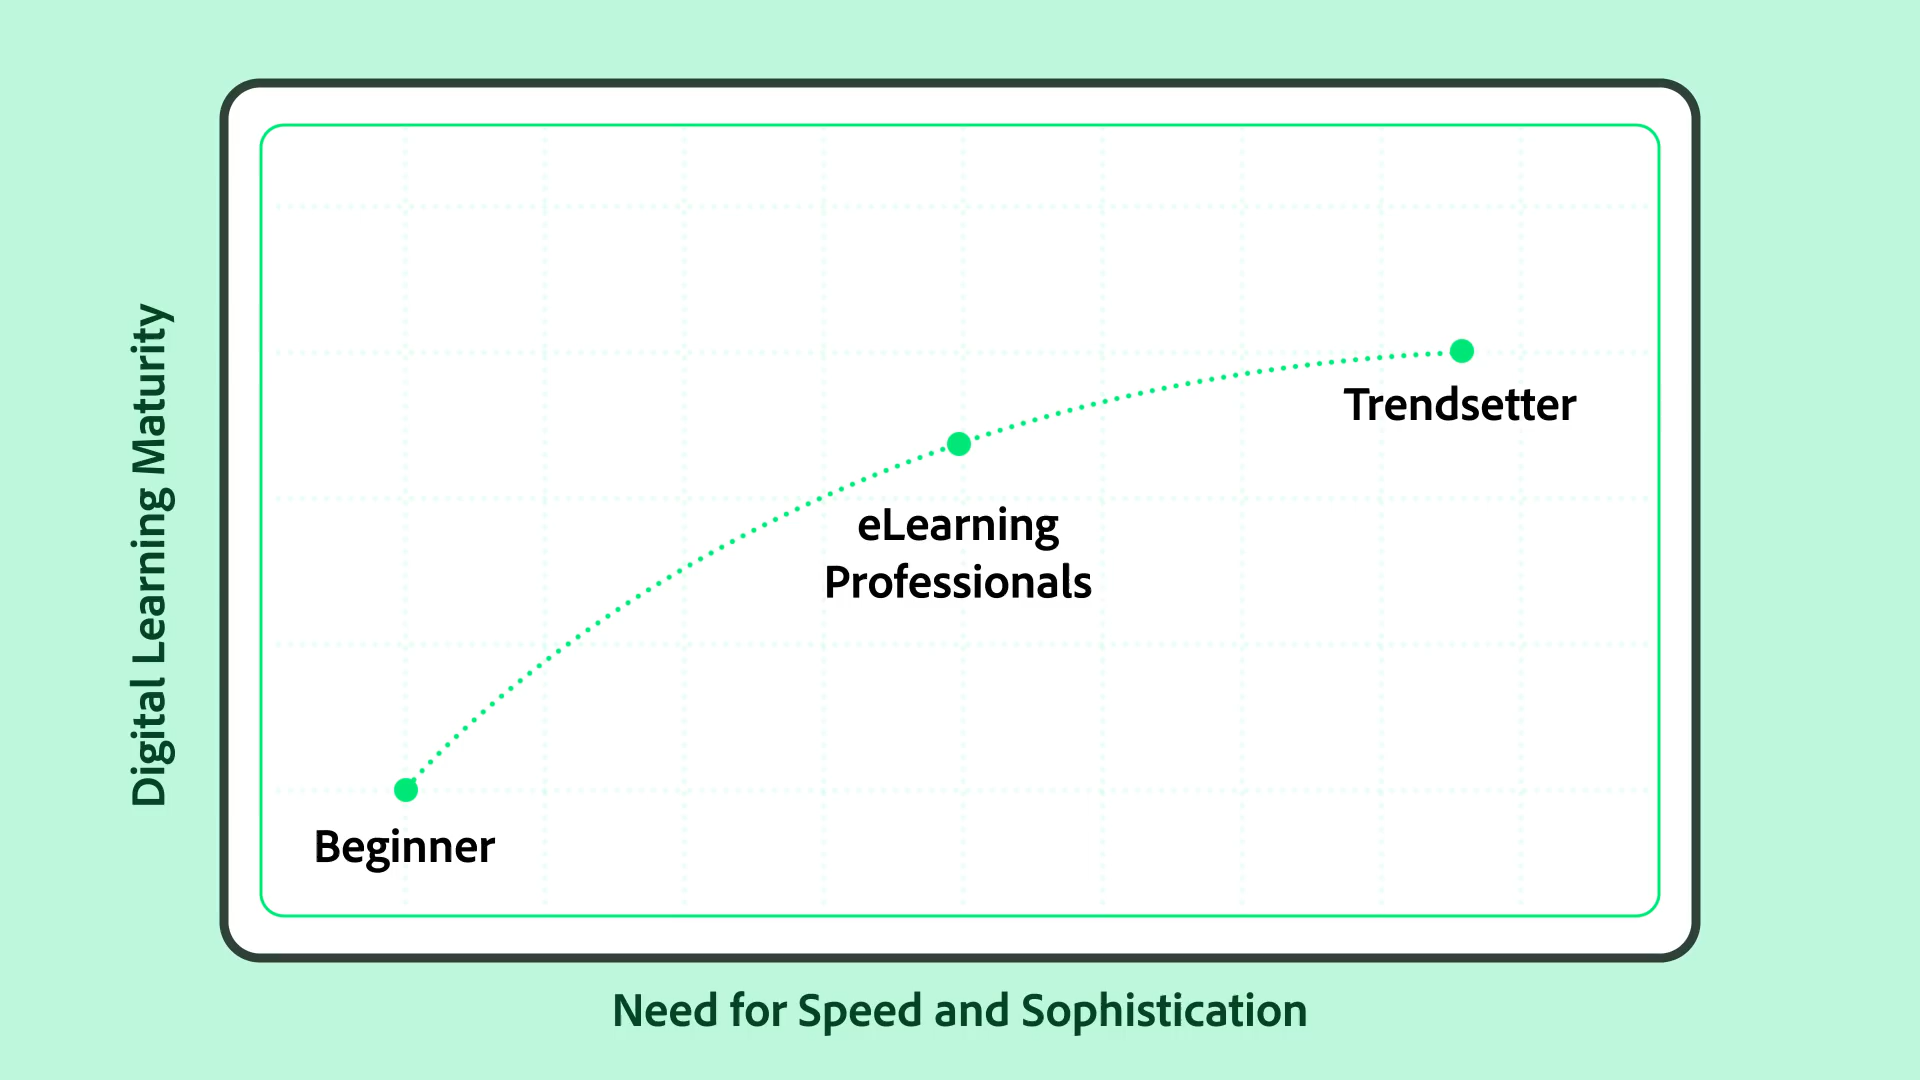 Digital Learning Maturity
Trendsetter
eLearning
Professionals
Beginner
Need for Speed and Sophistication